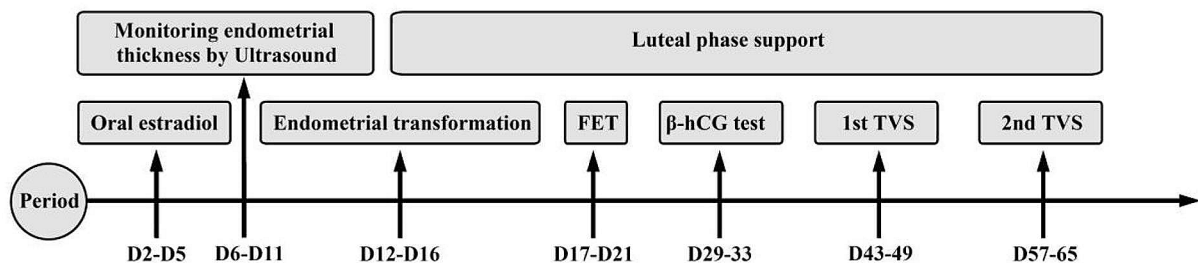 Monitoring endometrial
thickness by Ultrasound
Luteal phase support
Oral estradiol
Endometrial transformation
FET
β-hCG test
1st TVS
2nd TVS
Period
D2-D5
D6-D11
D12-D16
D17-D21
D29-33
D43-49
D57-65